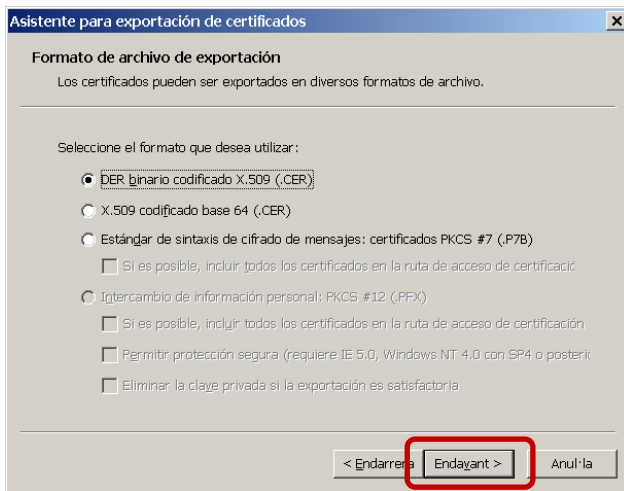 Asistente para exportación de certificados
Formato de archivo de exportación
Los certificados pueden ser exportados en diversos formatos de archivo.
Seleccione el formato que desea utilizar:
DER binario codificado X.509 (.CER)
X.509 codificado base 64 (.CER)
Estándar de sintaxis de cifrado de mensajes: certificados PKCS #7 (.P7B)
Si es posible, incluir todos los certificados en la ruta de acceso de certificació
Intercambio de información personal: PKCS #12 (.PFX)
Si es posible, incluir todos los certificados en la ruta de acceso de certificación
Permitir protección segura (requiere IE 5.0, Windows NT 4.0 con SP4 o posteric
Eliminar la clave privada si la exportación es satisfactoria
< Endarrera Endavant > Anul·la